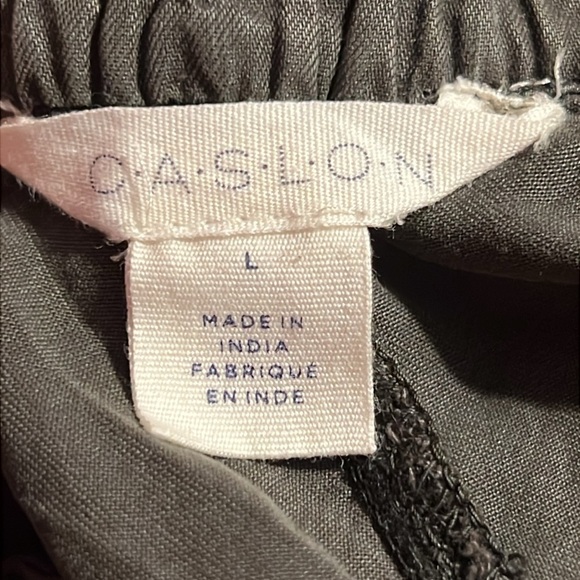 C·A·S·L·O·N
L
MADE IN
INDIA
FABRIQUÉ
EN INDE